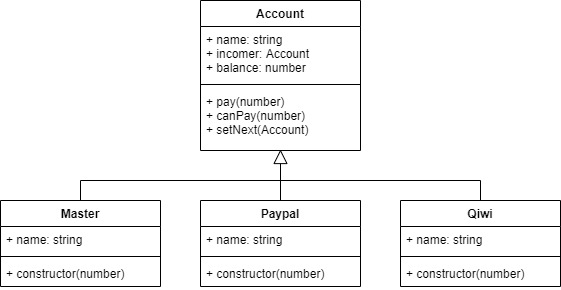 Account
+ name: string
+ incomer: Account
+ balance: number
+ pay(number)
+ canPay(number)
+ setNext(Account)
Master
+ name: string
+ constructor(number)
Paypal
+ name: string
+ constructor(number)
Qiwi
+ name: string
+ constructor(number)